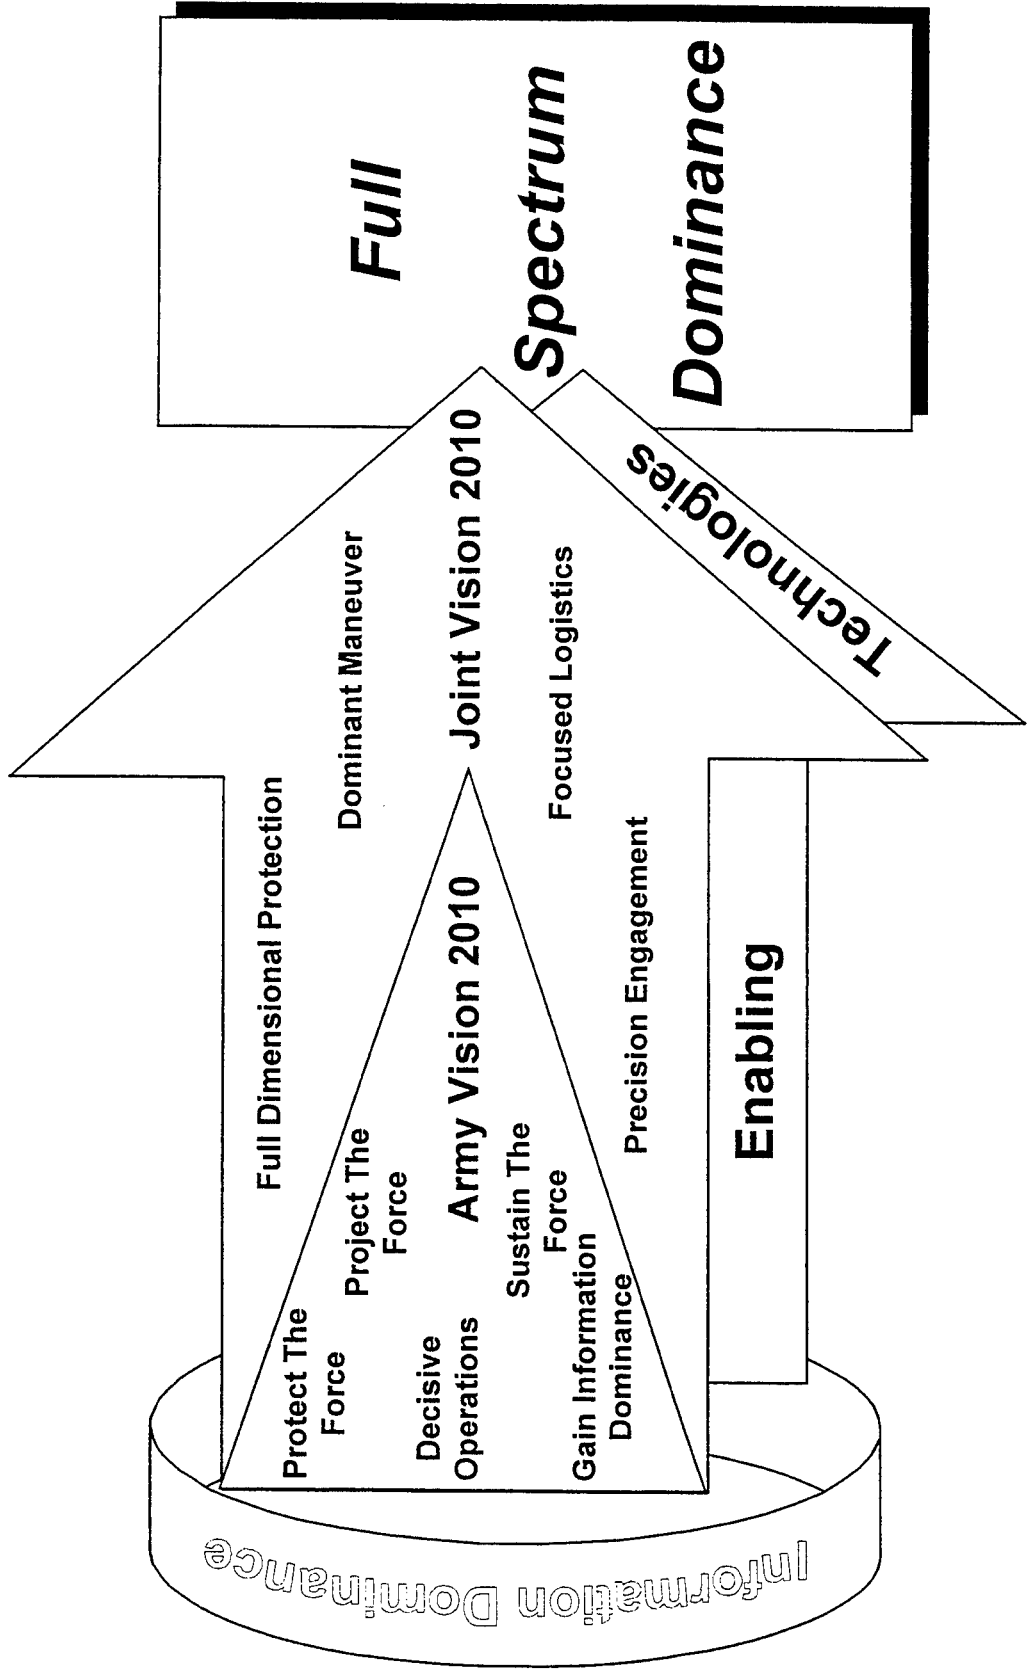 Full
Spectrum
Dominance
Full Dimensional Protection
Dominant Maneuver
Joint Vision 2010
Focused Logistics
Precision Engagement
Protect The
Force
Project The
Force
Decisive
Operations
Army Vision 2010
Sustain The
Force
Gain Information
Dominance
Enabling
Technologies
Information Dominance